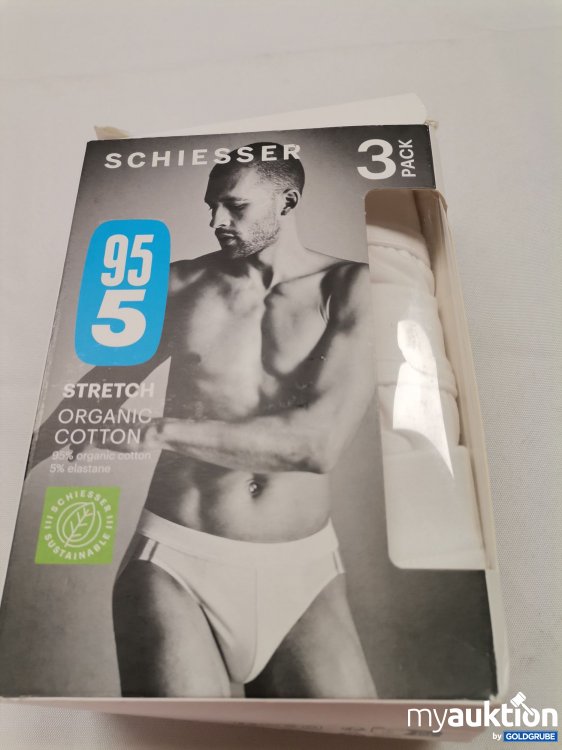 SCHIESSER
3
PACK
95
5
STRETCH
ORGANIC
COTTON
95% organic cotton
5% elastane
SCHIESSER
SUSTAINABLE
myauktion
by GOLDGRUBE